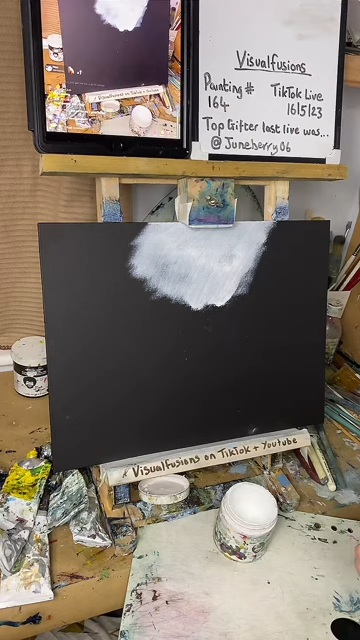 Visualfusions
Painting # TikTok Live
164 16/5/23
Top Gifter last live was...
@Juneberry06
Visualfusions on TikTok + Youtube